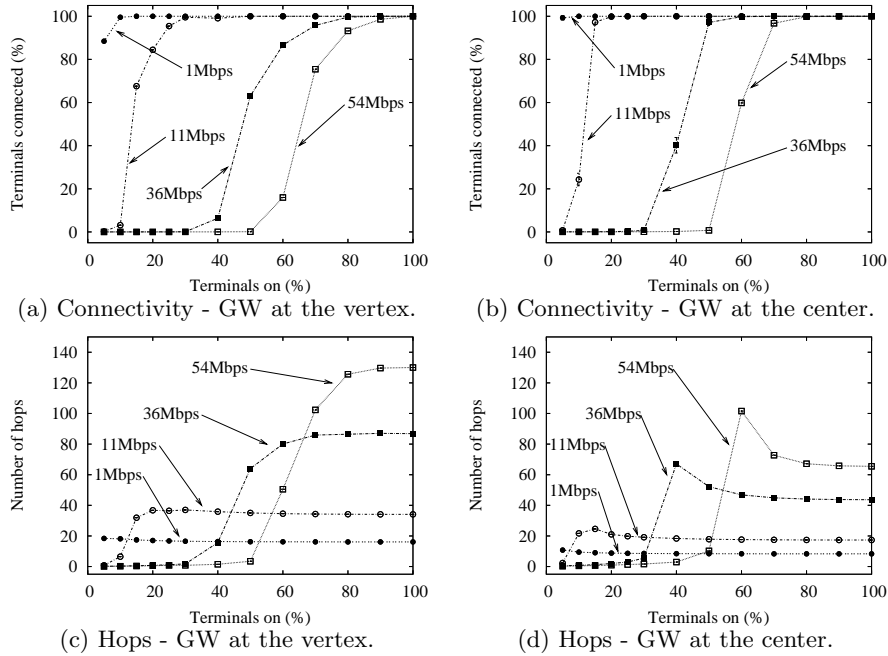 100
80
60
40
20
0
Terminals connected (%)
1Mbps
11Mbps
36Mbps
54Mbps
0 20 40 60 80 100
Terminals on (%)
(a) Connectivity - GW at the vertex.
100
80
60
40
20
0
Terminals connected (%)
1Mbps
54Mbps
11Mbps
36Mbps
0 20 40 60 80 100
Terminals on (%)
(b) Connectivity - GW at the center.
140
120
100
80
60
40
20
0
Number of hops
54Mbps
36Mbps
11Mbps
1Mbps
0 20 40 60 80 100
Terminals on (%)
(c) Hops - GW at the vertex.
140
120
100
80
60
40
20
0
Number of hops
54Mbps
36Mbps
11Mbps
1Mbps
0 20 40 60 80 100
Terminals on (%)
(d) Hops - GW at the center.